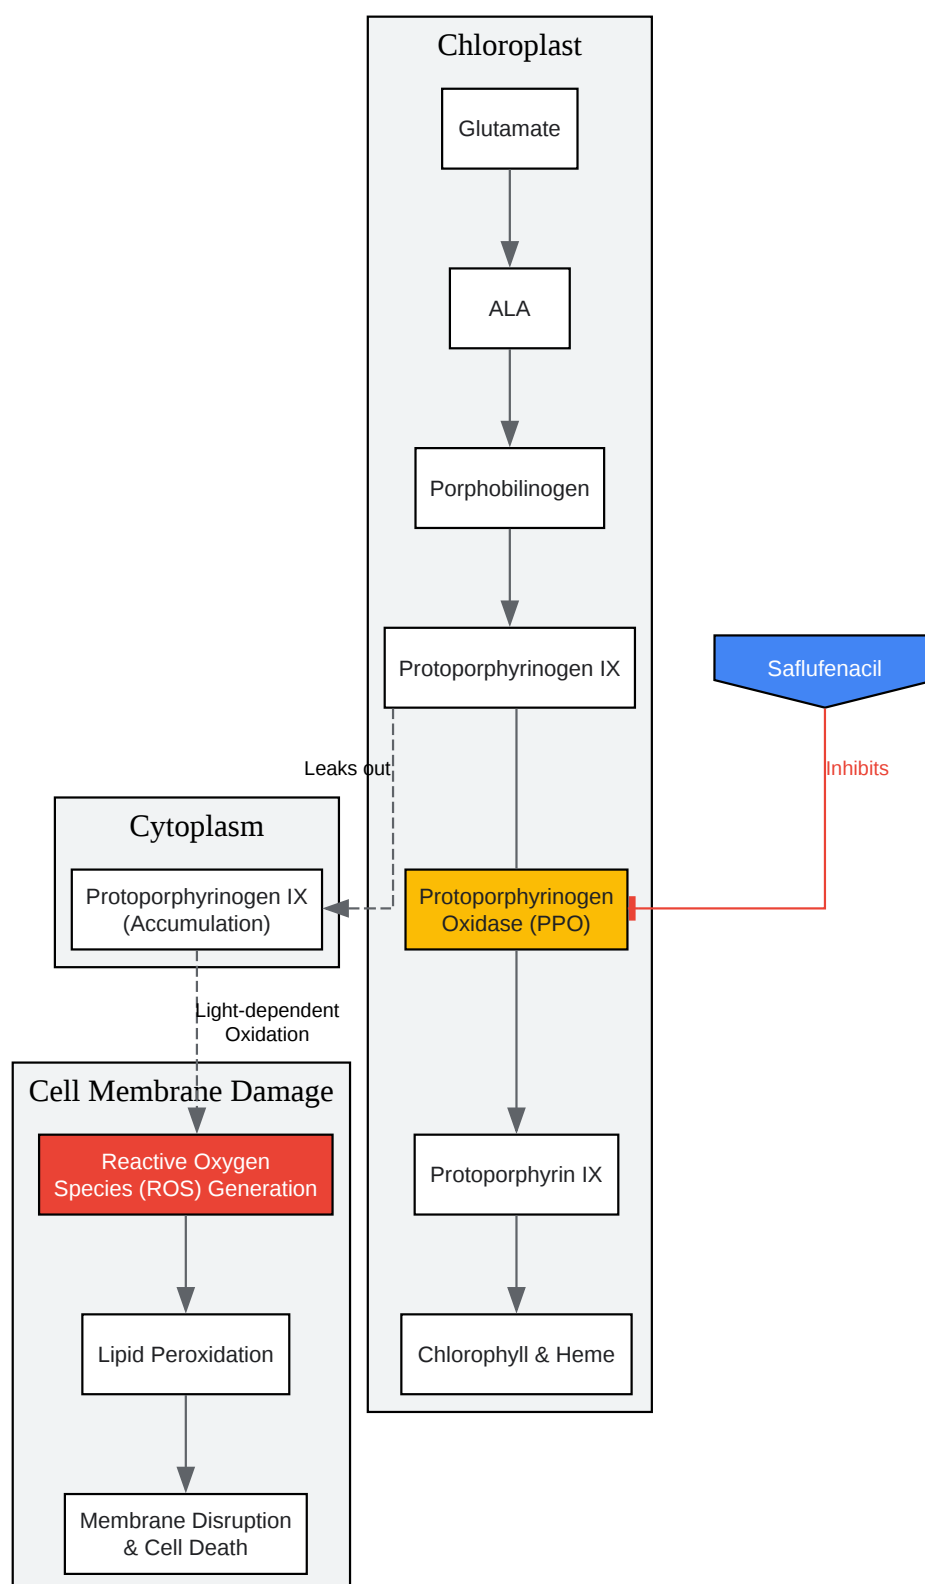 Chloroplast
Glutamate
ALA
Porphobilinogen
Protoporphyrinogen IX
Saflufenacil
Leaks out
Inhibits
Cytoplasm
Protoporphyrinogen IX
(Accumulation)
Protoporphyrinogen
Oxidase (PPO)
Light-dependent
Oxidation
Cell Membrane Damage
Reactive Oxygen
Species (ROS) Generation
Protoporphyrin IX
Lipid Peroxidation
Chlorophyll & Heme
Membrane Disruption
& Cell Death